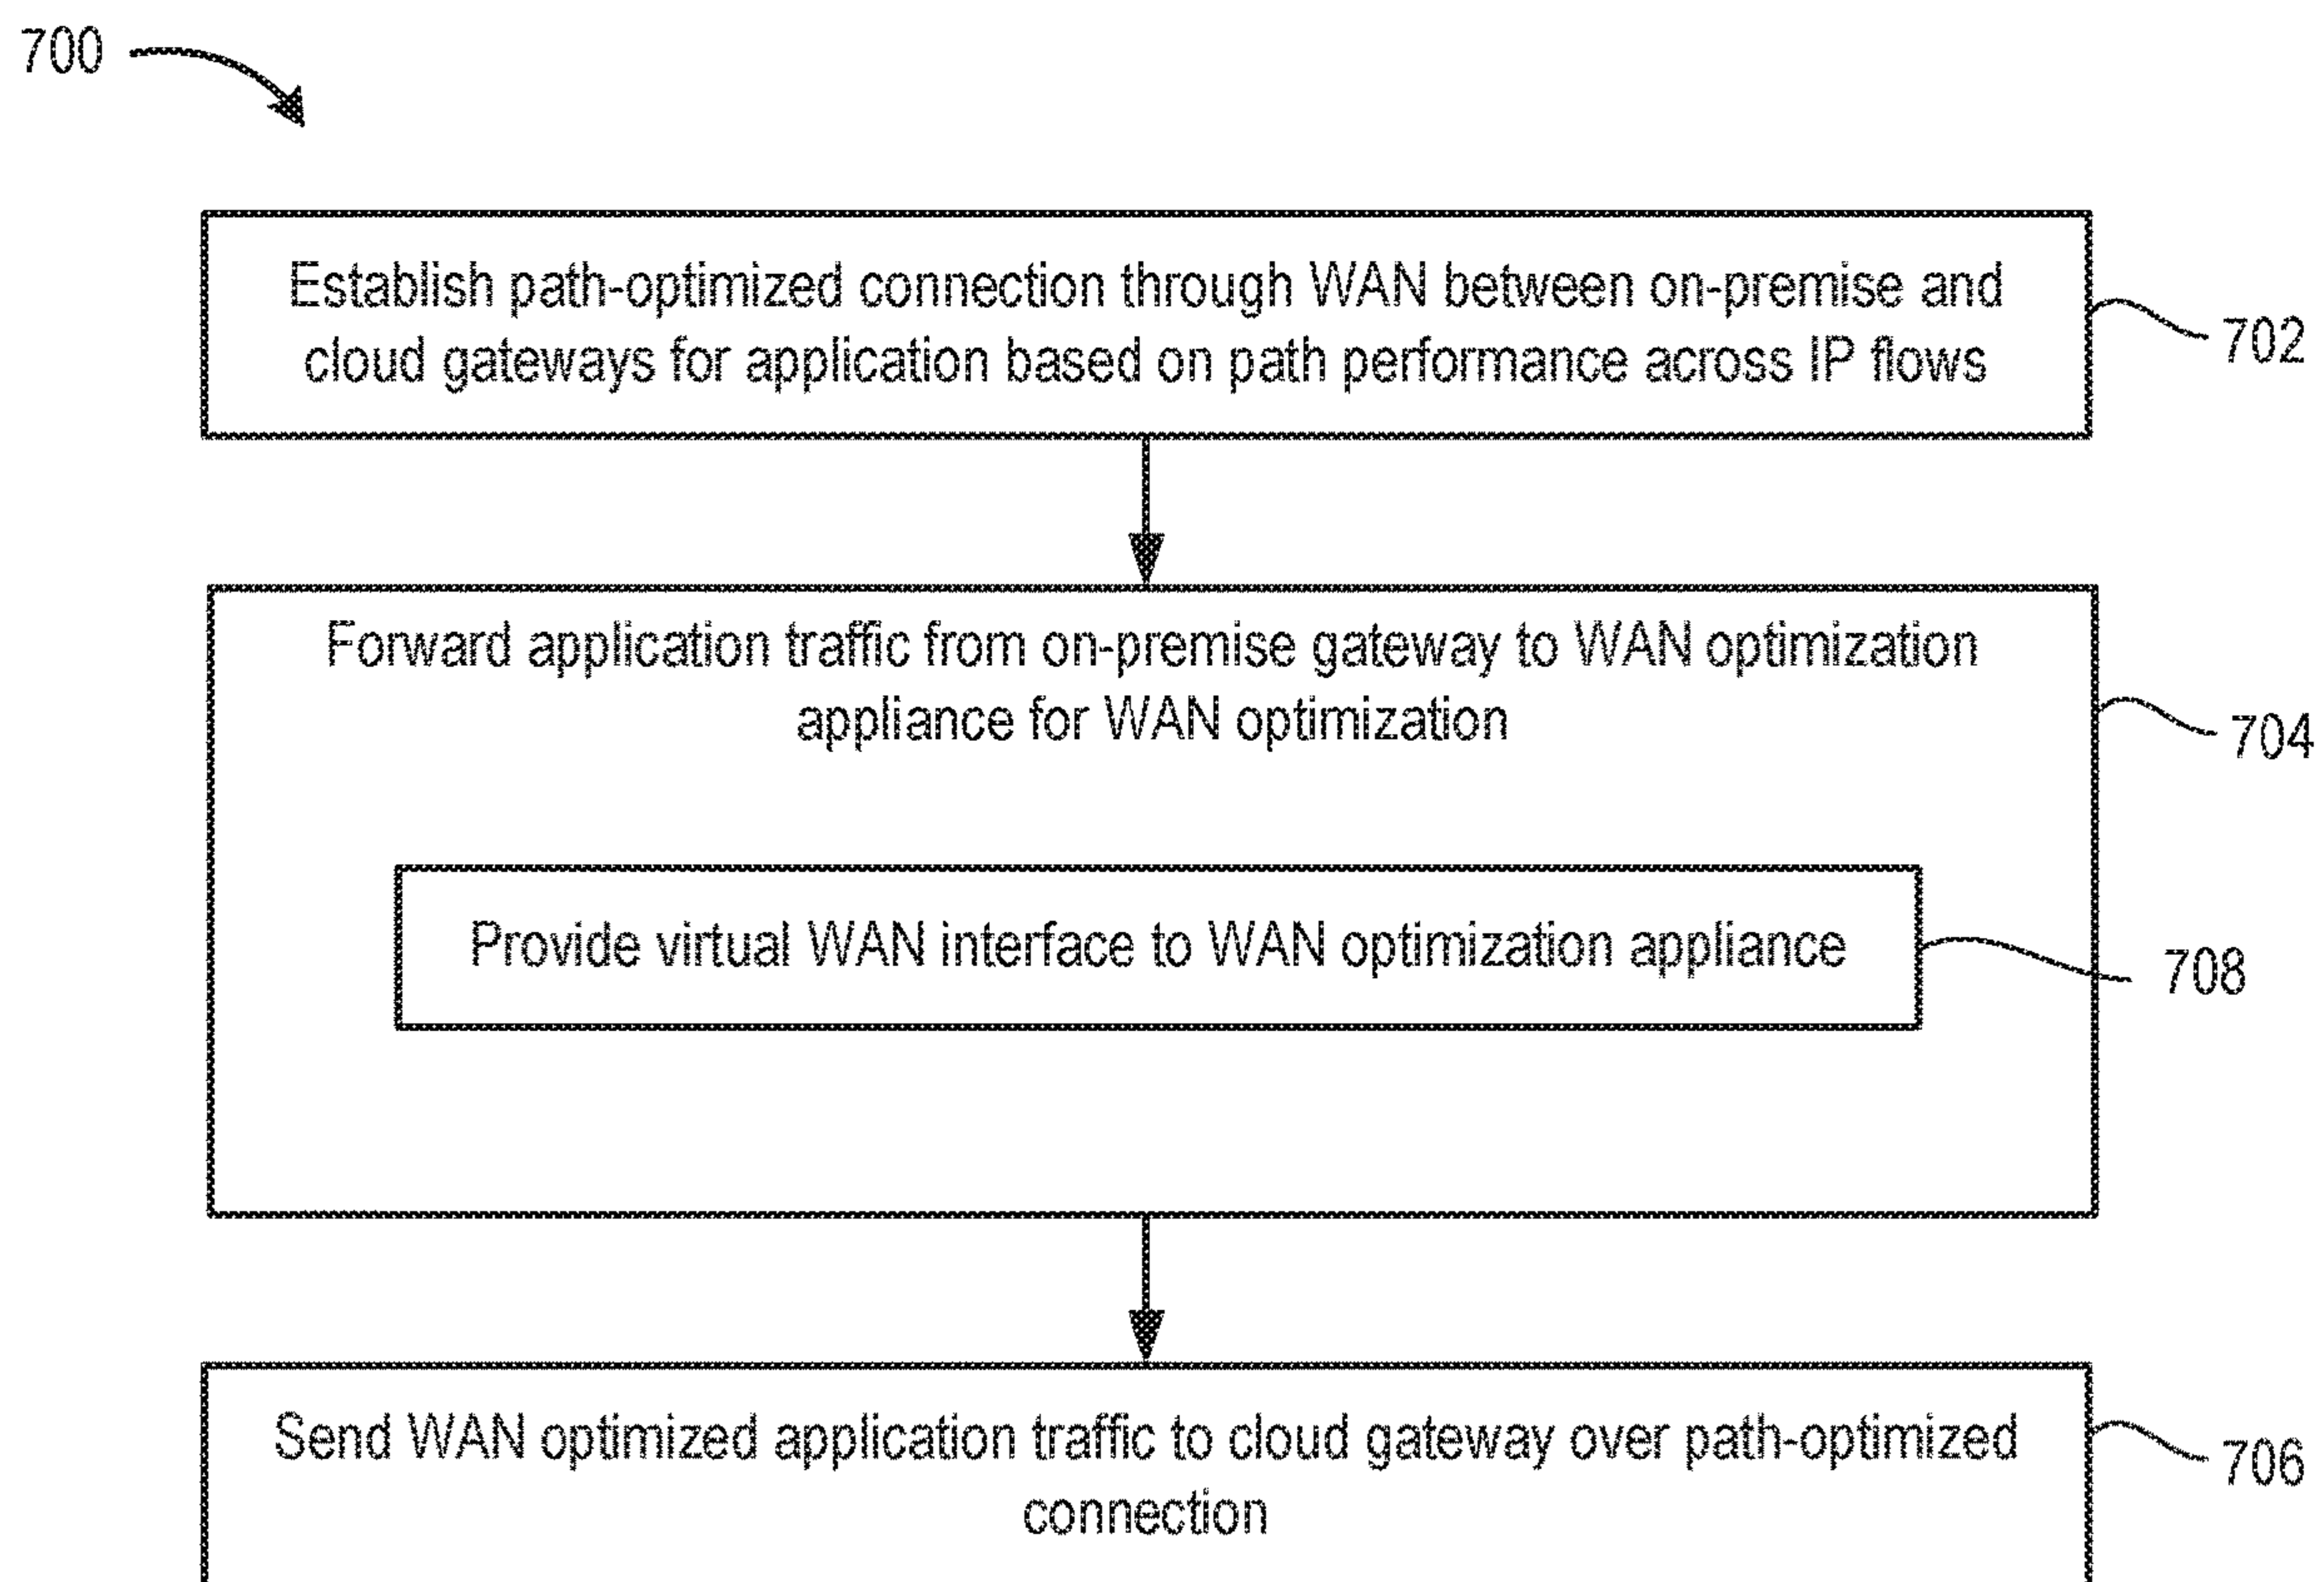 700
Establish path-optimized connection through WAN between on-premise and
cloud gateways for application based on path performance across IP flows
702
Forward application traffic from on-premise gateway to WAN optimization
appliance for WAN optimization
704
Provide virtual WAN interface to WAN optimization appliance
708
Send WAN optimized application traffic to cloud gateway over path-optimized
connection
706